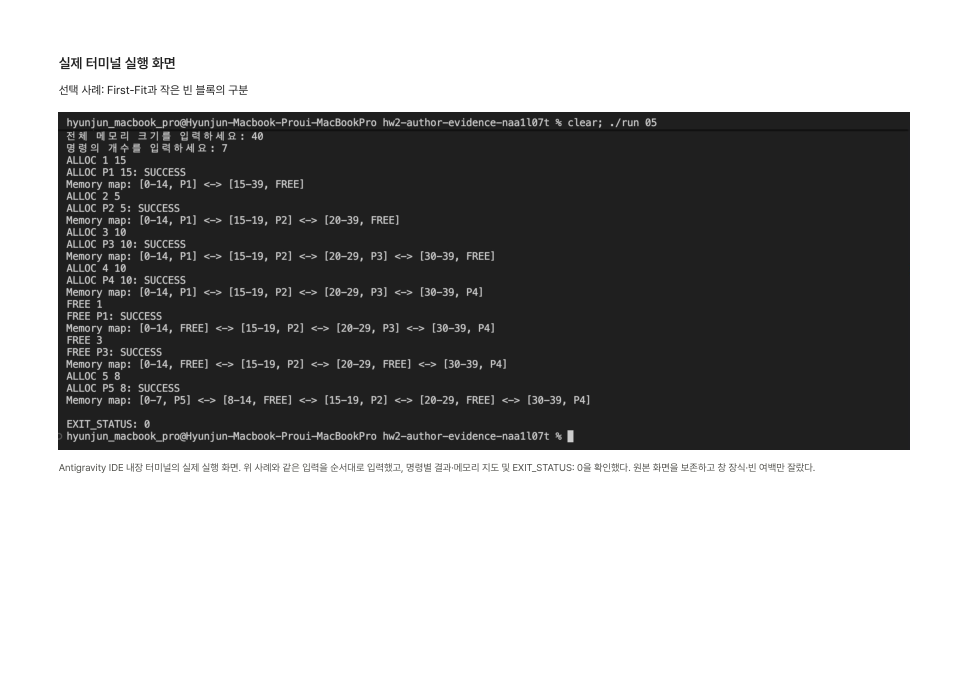 실제 터미널 실행 화면
선택 사례: First-Fit과 작은 빈 블록의 구분
hyunjun_macbook_pro@Hyunjun-Macbook-Proui-MacBookPro hw2-author-evidence-naa1l07t % clear; ./run 05
전체 메모리 크기를 입력하세요: 40
명령의 개수를 입력하세요: 7
ALLOC 1 15
ALLOC P1 15: SUCCESS
Memory map: [0-14, P1] <-> [15-39, FREE]
ALLOC 2 5
ALLOC P2 5: SUCCESS
Memory map: [0-14, P1] <-> [15-19, P2] <-> [20-39, FREE]
ALLOC 3 10
ALLOC P3 10: SUCCESS
Memory map: [0-14, P1] <-> [15-19, P2] <-> [20-29, P3] <-> [30-39, FREE]
ALLOC 4 10
ALLOC P4 10: SUCCESS
Memory map: [0-14, P1] <-> [15-19, P2] <-> [20-29, P3] <-> [30-39, P4]
FREE 1
FREE P1: SUCCESS
Memory map: [0-14, FREE] <-> [15-19, P2] <-> [20-29, P3] <-> [30-39, P4]
FREE 3
FREE P3: SUCCESS
Memory map: [0-14, FREE] <-> [15-19, P2] <-> [20-29, FREE] <-> [30-39, P4]
ALLOC 5 8
ALLOC P5 8: SUCCESS
Memory map: [0-7, P5] <-> [8-14, FREE] <-> [15-19, P2] <-> [20-29, FREE] <-> [30-39, P4]
EXIT_STATUS: 0
hyunjun_macbook_pro@Hyunjun-Macbook-Proui-MacBookPro hw2-author-evidence-naa1l07t %
Antigravity IDE 내장 터미널의 실제 실행 화면. 위 사례와 같은 입력을 순서대로 입력했고, 명령별 결과·메모리 지도 및 EXIT_STATUS: 0을 확인했다. 원본 화면을 보존하고 창 장식·빈 여백만 잘랐다.